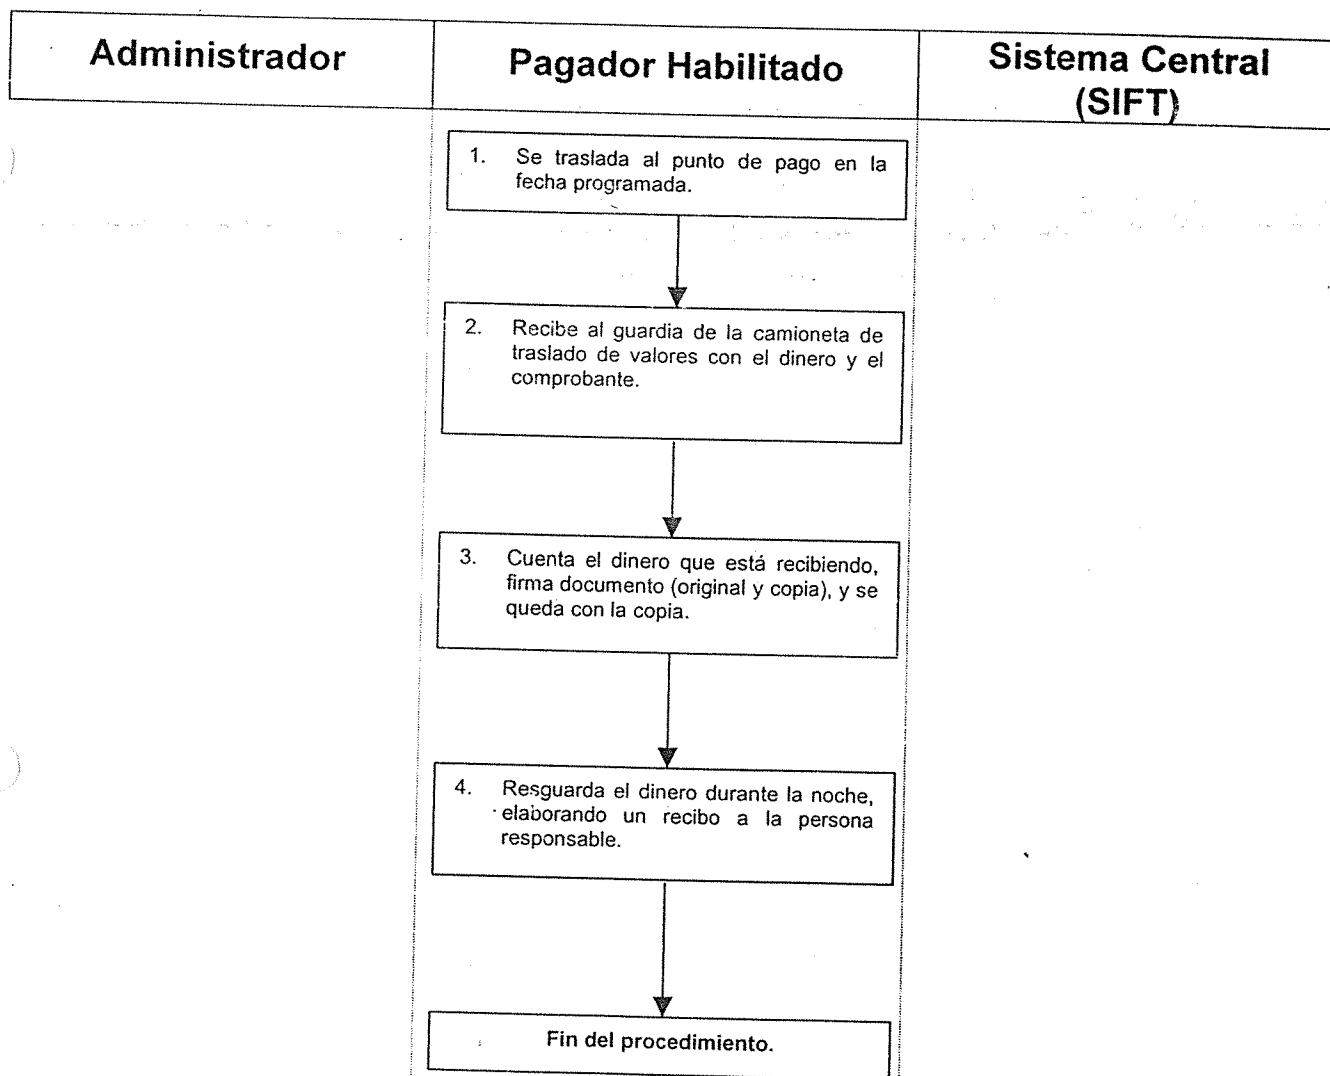 Administrador
Pagador Habilitado
Sistema Central
(SIFT)
1. Se traslada al punto de pago en la
fecha programada.
2. Recibe al guardia de la camioneta de
traslado de valores con el dinero y el
comprobante.
3. Cuenta el dinero que está recibiendo,
firma documento (original y copia), y se
queda con la copia.
4. Resguarda el dinero durante la noche,
elaborando un recibo a la persona
responsable.
Fin del procedimiento.